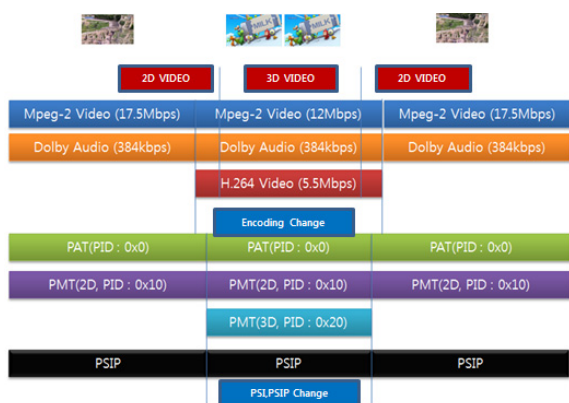 MILK MILK
2D VIDEO 3D VIDEO 2D VIDEO
Mpeg-2 Video (17.5Mbps) Mpeg-2 Video (12Mbps) Mpeg-2 Video (17.5Mbps)
Dolby Audio (384kbps) Dolby Audio (384kbps) Dolby Audio (384kbps)
H.264 Video (5.5Mbps)
Encoding Change
PAT(PID : 0x0) PAT(PID : 0x0) PAT(PID : 0x0)
PMT(2D, PID : 0x10) PMT(2D, PID : 0x10) PMT(2D, PID : 0x10)
PMT(3D, PID : 0x20)
PSIP PSIP PSIP
PSI,PSIP Change